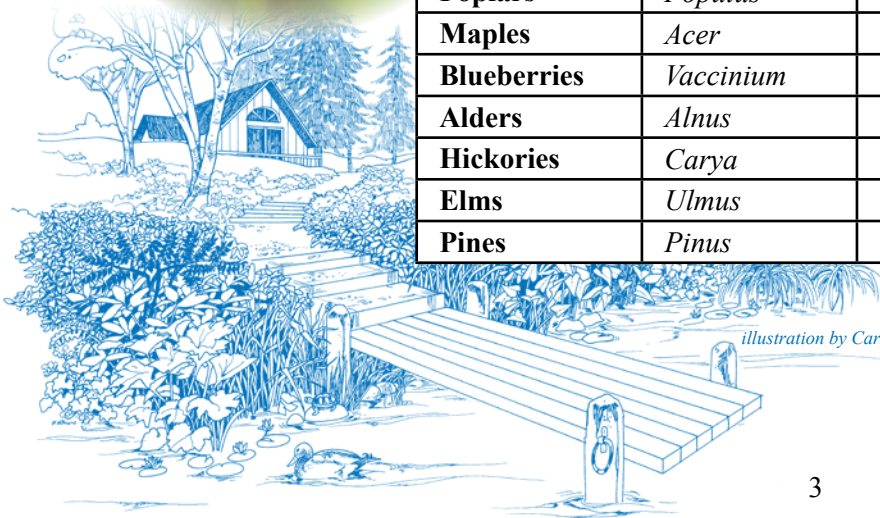 Maples Acer
Blueberries Vaccinium
Alders Alnus
Hickories Carya
Elms Ulmus
Pines Pinus
illustration by Car
3